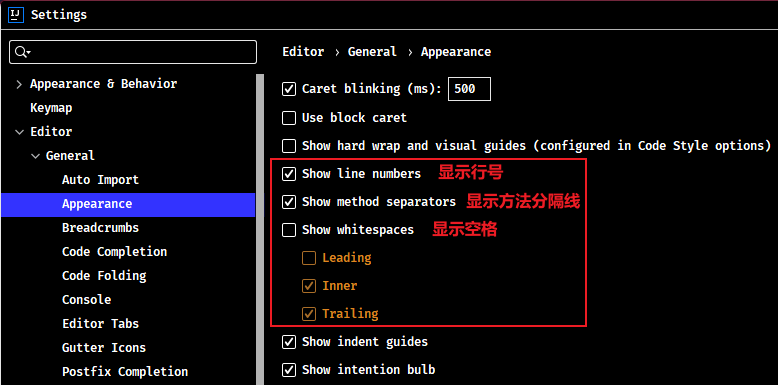 IJ Settings
Appearance & Behavior
Keymap
Editor
General
Auto Import
Appearance
Breadcrumbs
Code Completion
Code Folding
Console
Editor Tabs
Gutter Icons
Postfix Completion
Editor › General › Appearance
Caret blinking (ms): 500
Use block caret
Show hard wrap and visual guides (configured in Code Style options)
Show line numbers 显示行号
Show method separators 显示方法分隔线
Show whitespaces 显示空格
Leading
Inner
Trailing
Show indent guides
Show intention bulb